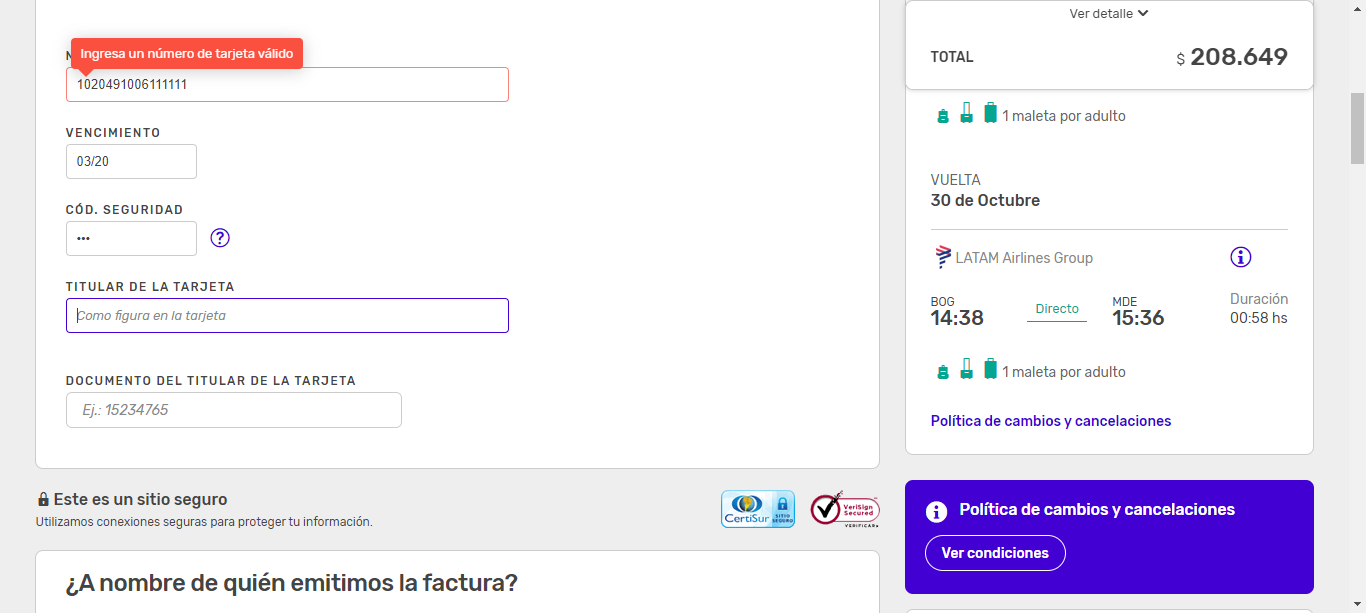 N
Ingresa un número de tarjeta válido
1020491006111111
VENCIMIENTO
03/20
CÓD. SEGURIDAD
•••
?
TITULAR DE LA TARJETA
Como figura en la tarjeta
DOCUMENTO DEL TITULAR DE LA TARJETA
Ej.: 15234765
Este es un sitio seguro
Utilizamos conexiones seguras para proteger tu información.
CertiSur SITIO SEGURO
VeriSign Secured
VERIFICAR
¿A nombre de quién emitimos la factura?
Ver detalle
TOTAL $ 208.649
1 maleta por adulto
VUELTA
30 de Octubre
LATAM Airlines Group
BOG MDE Duración
14:38 Directo 15:36 00:58 hs
1 maleta por adulto
Política de cambios y cancelaciones
Política de cambios y cancelaciones
Ver condiciones